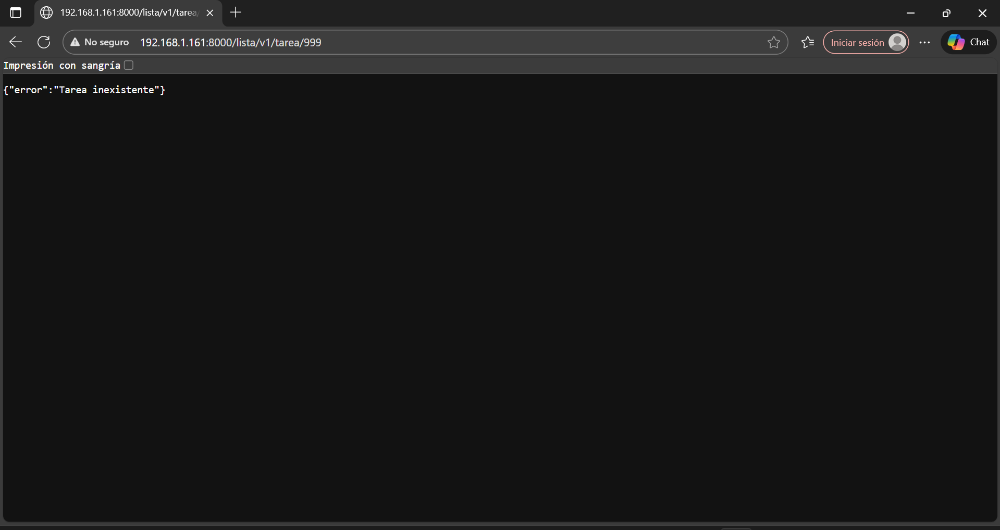 192.168.1.161:8000/lista/v1/tarea/
No seguro 192.168.1.161:8000/lista/v1/tarea/999 Iniciar sesión Chat
Impresión con sangría
{"error":"Tarea inexistente"}